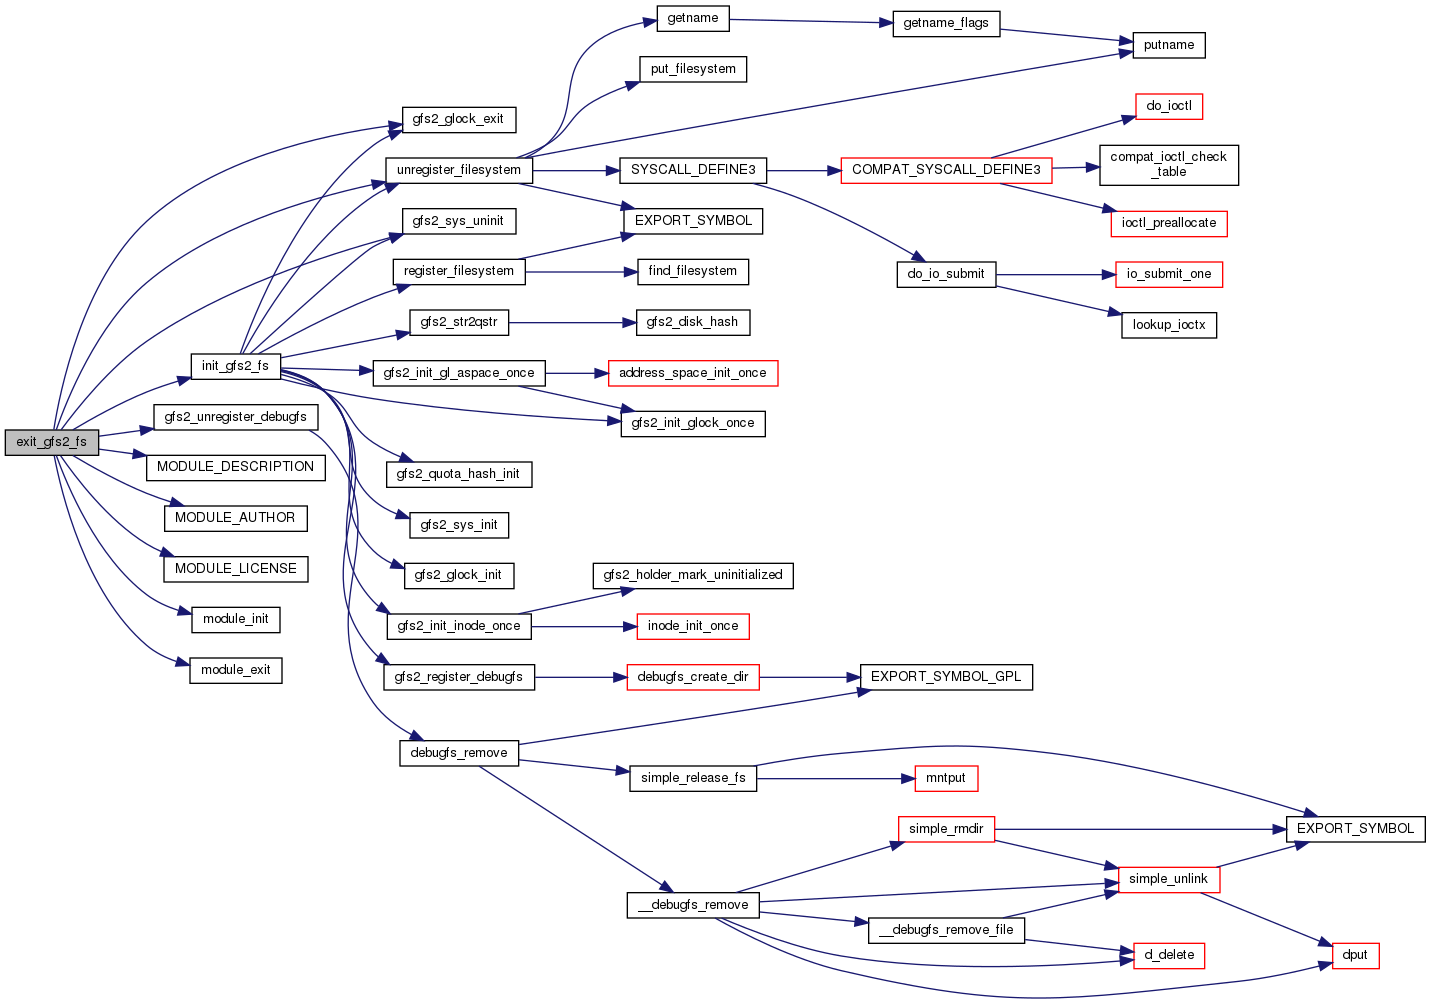 getname
getname_flags
putname
put_filesystem
do_ioctl
gfs2_glock_exit
compat_ioctl_check
_table
unregister_filesystem
SYSCALL_DEFINE3
COMPAT_SYSCALL_DEFINE3
gfs2_sys_uninit
EXPORT_SYMBOL
ioctl_preallocate
register_filesystem
find_filesystem
do_io_submit
io_submit_one
gfs2_str2qstr
gfs2_disk_hash
lookup_ioctx
init_gfs2_fs
gfs2_init_gl_aspace_once
address_space_init_once
gfs2_unregister_debugfs
gfs2_init_glock_once
exit_gfs2_fs
MODULE_DESCRIPTION
gfs2_quota_hash_init
MODULE_AUTHOR
gfs2_sys_init
MODULE_LICENSE
gfs2_glock_init
gfs2_holder_mark_uninitialized
module_init
gfs2_init_inode_once
inode_init_once
module_exit
gfs2_register_debugfs
debugfs_create_dir
EXPORT_SYMBOL_GPL
debugfs_remove
simple_release_fs
mntput
simple_rmdir
EXPORT_SYMBOL
simple_unlink
__debugfs_remove
__debugfs_remove_file
d_delete
dput